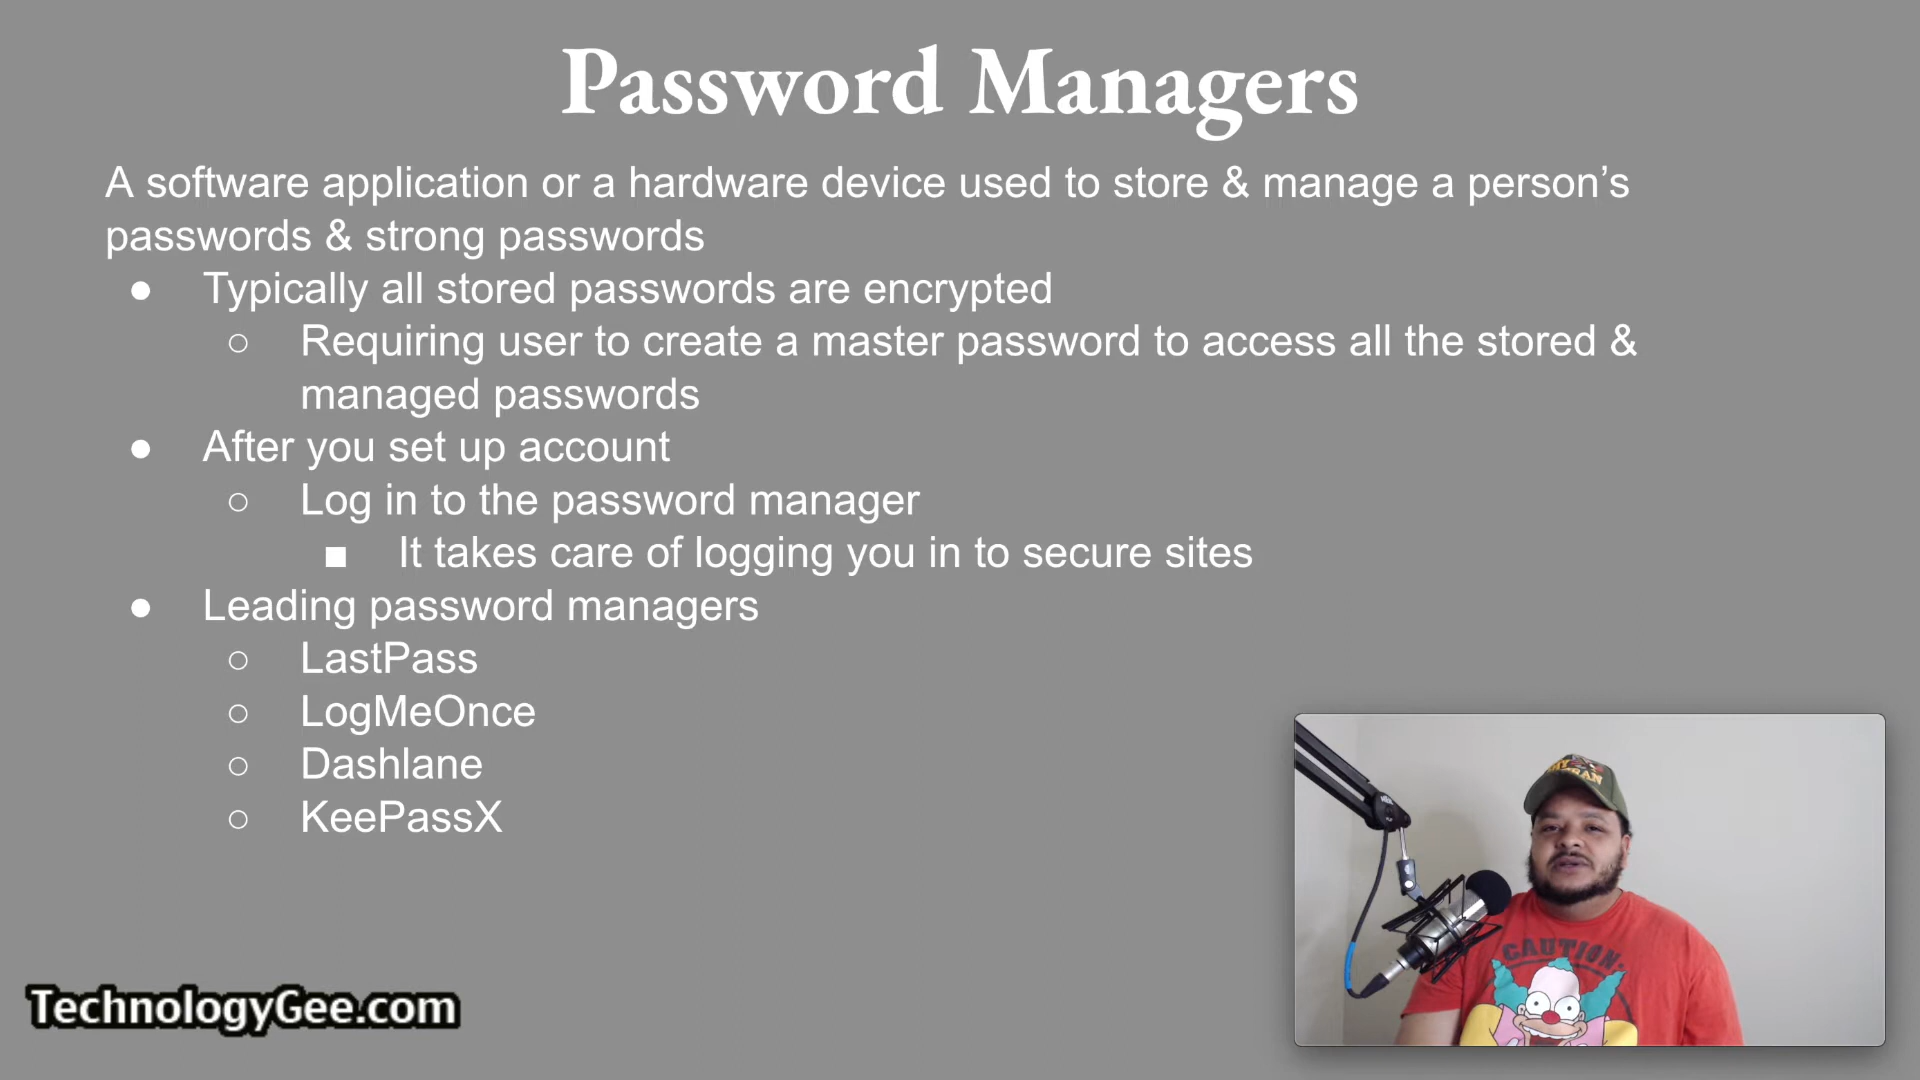 Password Managers
A software application or a hardware device used to store & manage a person’s
passwords & strong passwords
● Typically all stored passwords are encrypted
○ Requiring user to create a master password to access all the stored &
managed passwords
● After you set up account
○ Log in to the password manager
■ It takes care of logging you in to secure sites
● Leading password managers
○ LastPass
○ LogMeOnce
○ Dashlane
○ KeePassX
CAUTION
TechnologyGee.com